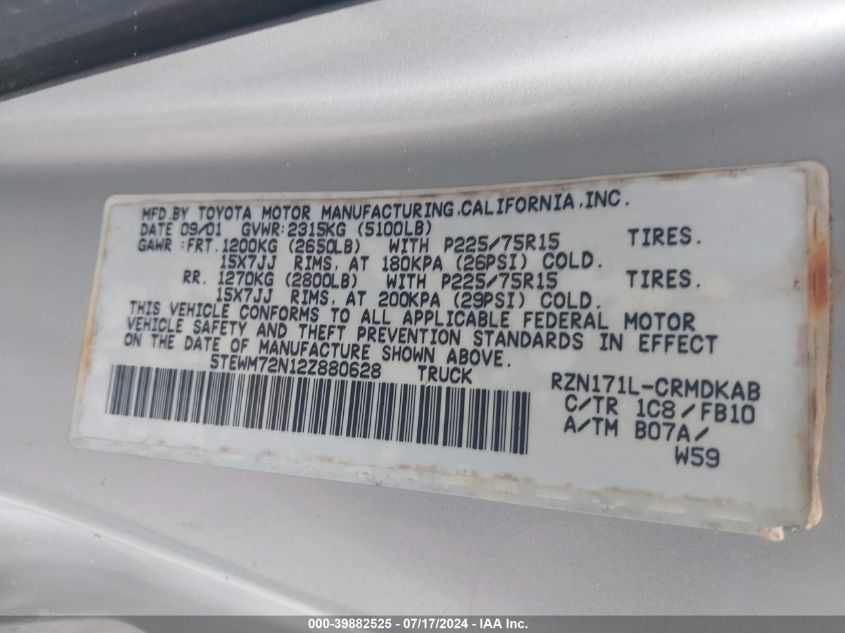 MFD.BY TOYOTA MOTOR MANUFACTURING,CALIFORNIA,INC.
DATE 09/01 GVWR:2315KG (5100LB)
GAWR :FRT.1200KG (2650LB) WITH P225/75R15 TIRES.
15X7JJ RIMS, AT 180KPA (26PSI) COLD.
RR. 1270KG (2800LB) WITH P225/75R15 TIRES.
15X7JJ RIMS, AT 200KPA (29PSI) COLD.
THIS VEHICLE CONFORMS TO ALL APPLICABLE FEDERAL MOTOR
VEHICLE SAFETY AND THEFT PREVENTION STANDARDS IN EFFECT
ON THE DATE OF MANUFACTURE SHOWN ABOVE.
5TEWM72N12Z880628 TRUCK
RZN171L-CRMDKAB
C/TR 1C8/FB10
A/TM B07A/
W59
000-39882525 - 07/17/2024 - IAA Inc.